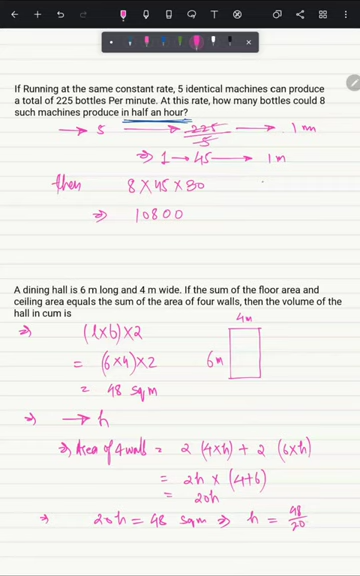 If Running at the same constant rate, 5 identical machines can produce
a total of 225 bottles Per minute. At this rate, how many bottles could 8
such machines produce in half an hour?
→ 5 → 225/5 → 1 m
⇒ 1 → 45 → 1 m
then 8 × 45 × 30
⇒ 10800
A dining hall is 6 m long and 4 m wide. If the sum of the floor area and
ceiling area equals the sum of the area of four walls, then the volume of the
hall in cum is
4m
⇒ (l×b)×2
= (6×4)×2
6m
= 48 sqm
⇒ → h
⇒ Area of 4 wall = 2 (4×h) + 2 (6×h)
= 2h × (4+6)
= 20h
⇒ 20h = 48 sqm ⇒ h = 48/20